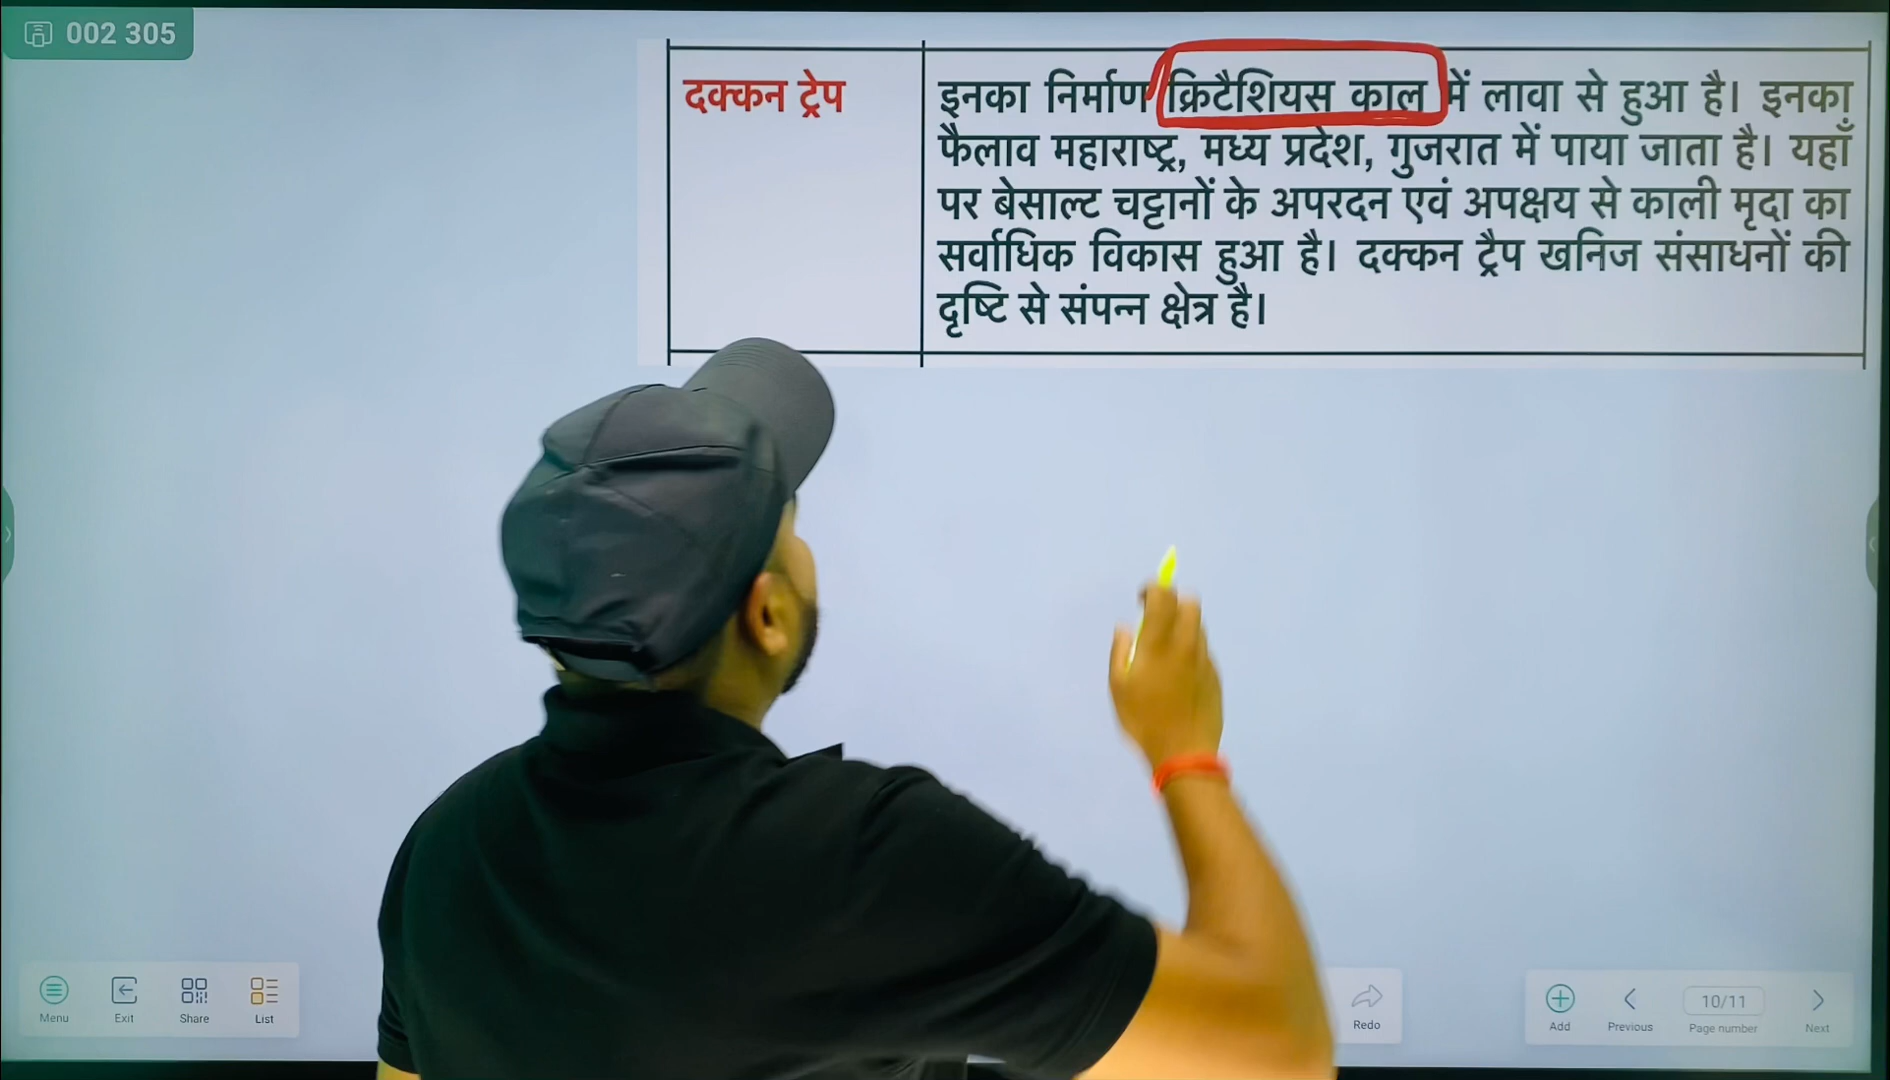 002 305
दक्कन ट्रेप
इनका निर्माण क्रिटैशियस काल में लावा से हुआ है। इनका
फैलाव महाराष्ट्र, मध्य प्रदेश, गुजरात में पाया जाता है। यहाँ
पर बेसाल्ट चट्टानों के अपरदन एवं अपक्षय से काली मृदा का
सर्वाधिक विकास हुआ है। दक्कन ट्रैप खनिज संसाधनों की
दृष्टि से संपन्न क्षेत्र है।
Menu Exit Share List Redo Add Previous Page number Next
10/11